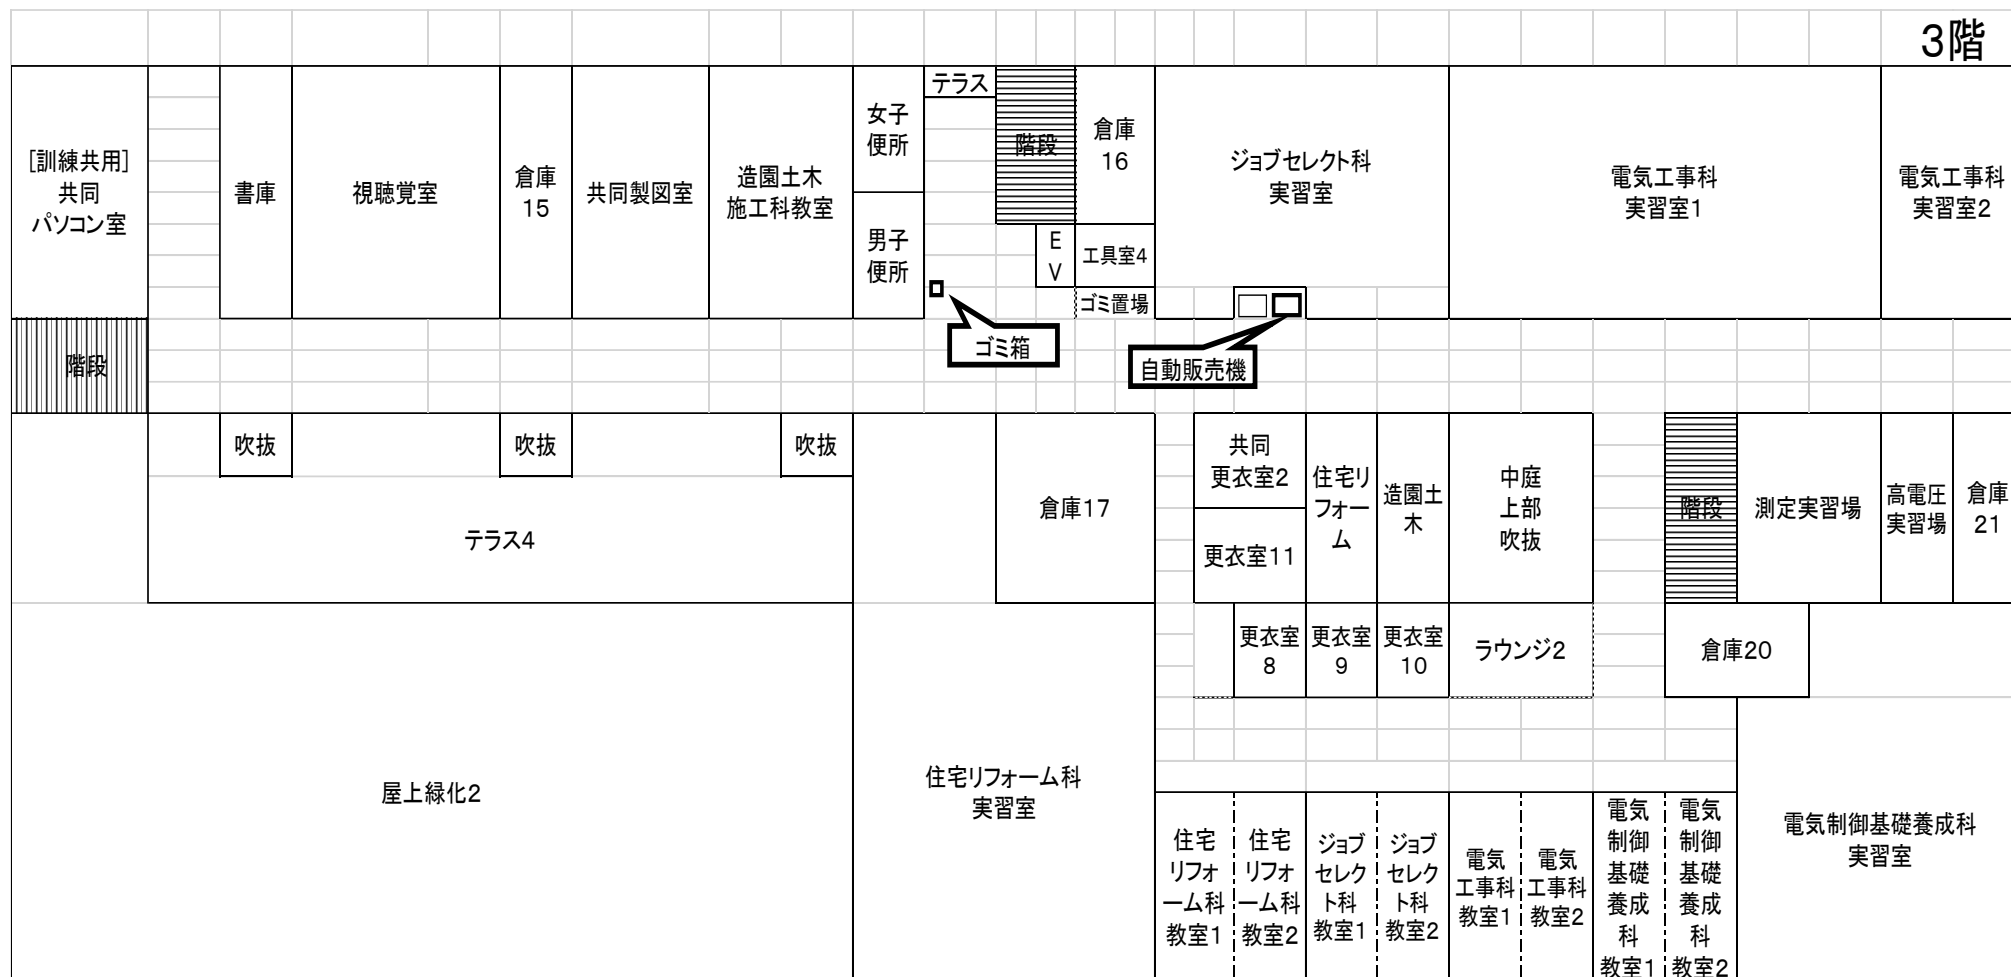 3階
[訓練共用]
共同
パソコン室
書庫
視聴覚室
倉庫
15
共同製図室
造園土木
施工科教室
女子
便所
男子
便所
テラス
階段
倉庫
16
E
V
工具室4
ゴミ置場
ジョブセレクト科
実習室
電気工事科
実習室1
電気工事科
実習室2
ゴミ箱
自動販売機
階段
吹抜
吹抜
吹抜
テラス4
倉庫17
共同
更衣室2
更衣室11
住宅リ
フォー
ム
造園土
木
中庭
上部
吹抜
階段
測定実習場
高電圧
実習場
倉庫
21
更衣室
8
更衣室
9
更衣室
10
ラウンジ2
倉庫20
屋上緑化2
住宅リフォーム科
実習室
住宅
リフォ
ーム科
教室1
住宅
リフォ
ーム科
教室2
ジョブ
セレク
ト科
教室1
ジョブ
セレク
ト科
教室2
電気
工事科
教室1
電気
工事科
教室2
電気
制御
基礎
養成
科
教室1
電気
制御
基礎
養成
科
教室2
電気制御基礎養成科
実習室